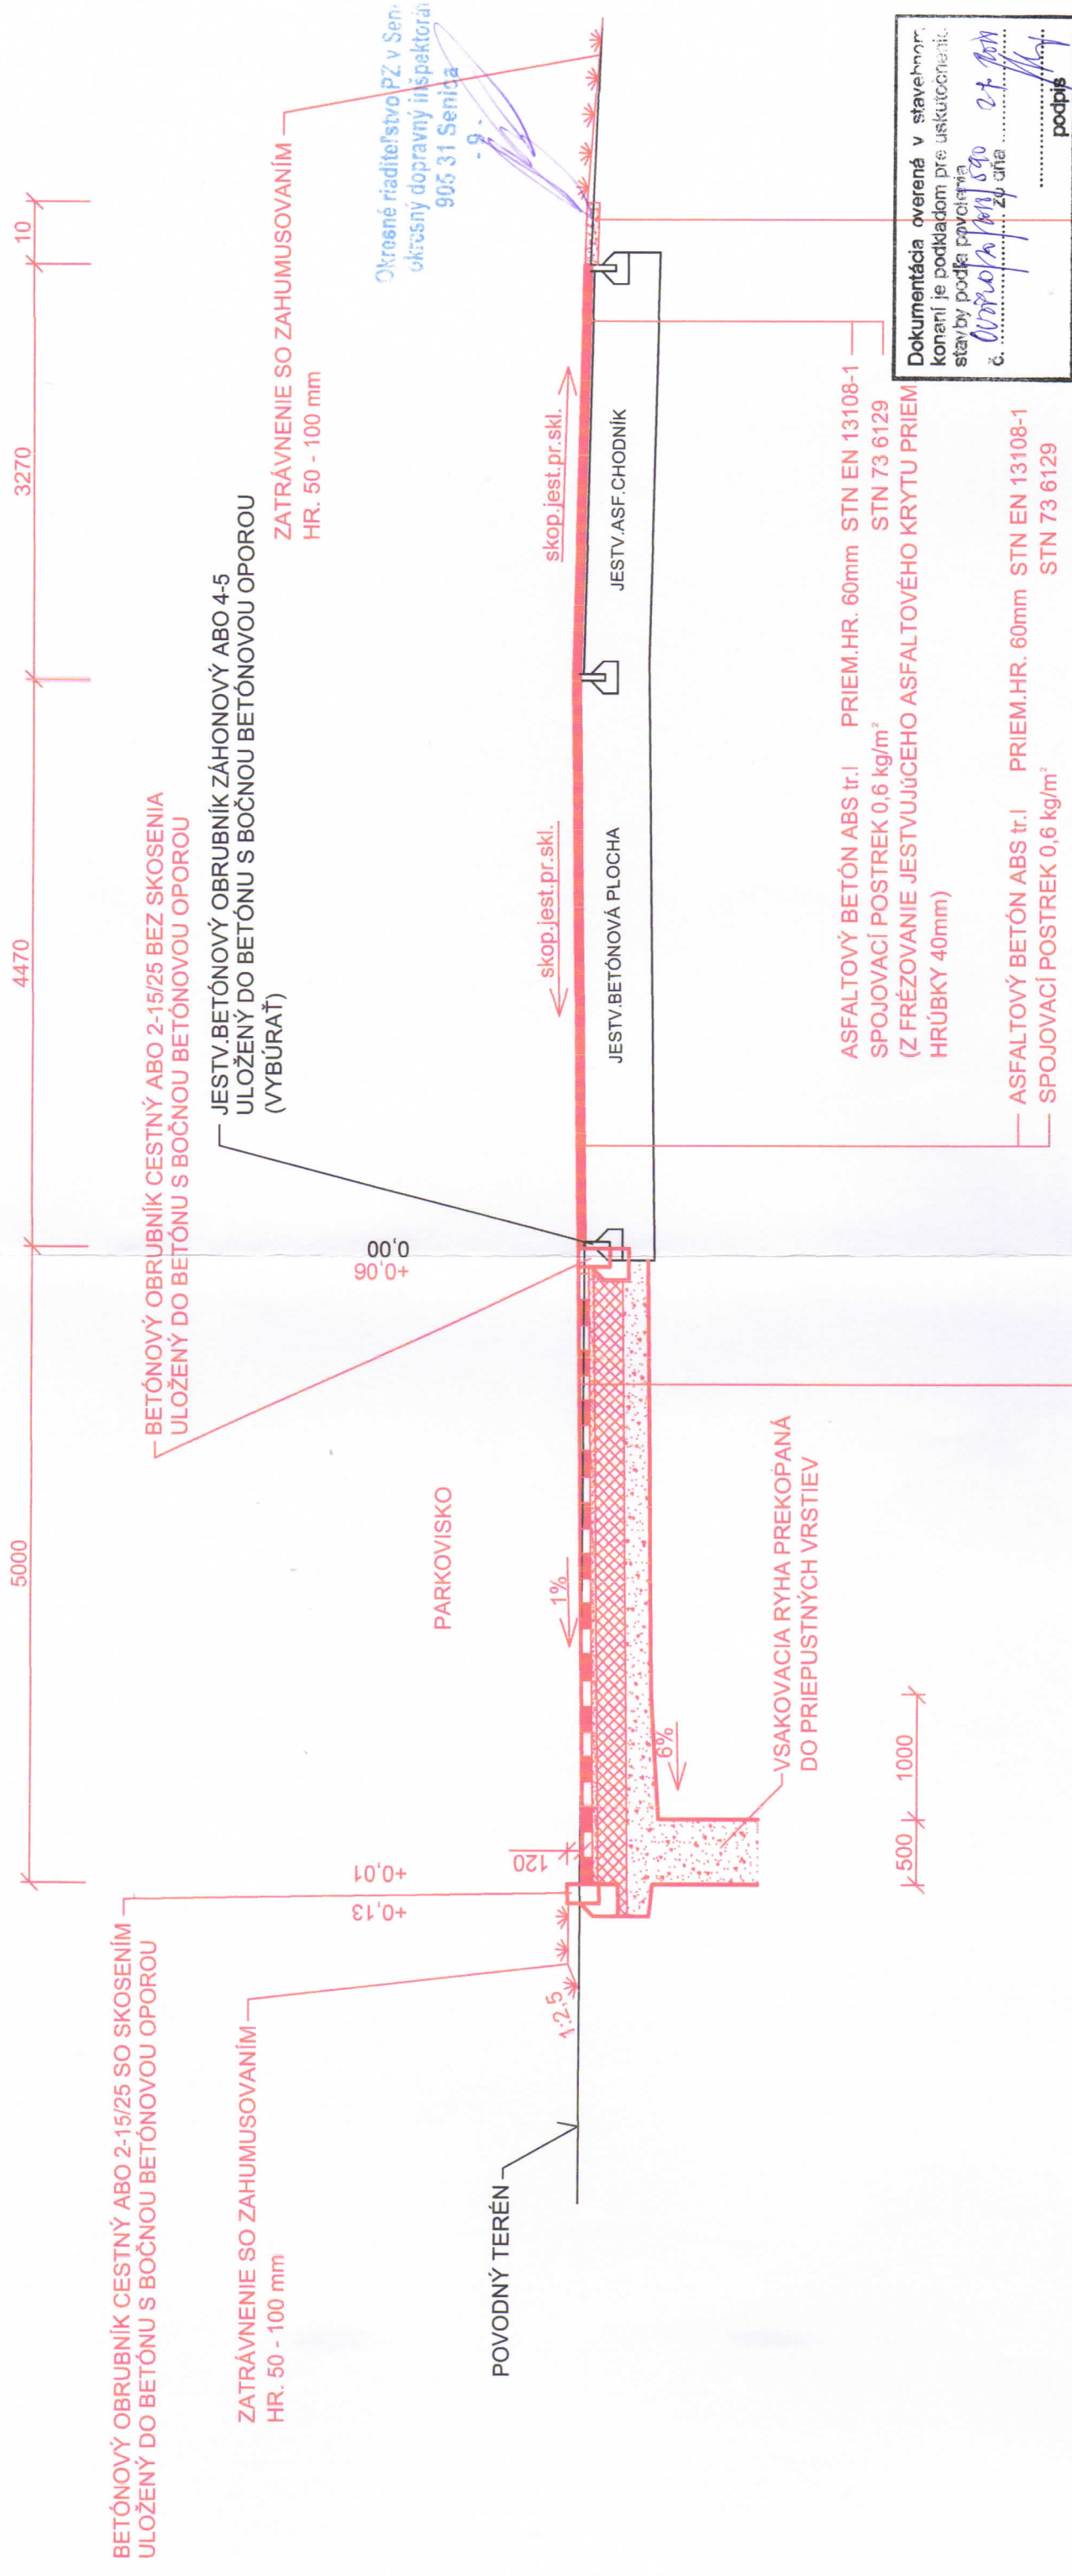 5000
4470
3270
10
BETÓNOVÝ OBRUBNÍK CESTNÝ ABO 2-15/25 SO SKOSENÍM
ULOŽENÝ DO BETÓNU S BOČNOU BETÓNOVOU OPOROU
ZATRÁVNENIE SO ZAHUMUSOVANÍM
HR. 50 - 100 mm
BETÓNOVÝ OBRUBNÍK CESTNÝ ABO 2-15/25 BEZ SKOSENIA
ULOŽENÝ DO BETÓNU S BOČNOU BETÓNOVOU OPOROU
JESTV.BETÓNOVÝ OBRUBNÍK ZÁHONOVÝ ABO 4-5
ULOŽENÝ DO BETÓNU S BOČNOU BETÓNOVOU OPOROU
(VYBÚRAŤ)
ZATRÁVNENIE SO ZAHUMUSOVANÍM
HR. 50 - 100 mm
Okresné riaditeľstvo PZ v Sen
okresný dopravný inšpektorá
905 31 Senica
- 9 -
+0,13
+0,01
+0,06
0,00
PARKOVISKO
POVODNÝ TERÉN
1:2,5
120
1%
6%
skop.jest.pr.skl.
skop.jest.pr.skl.
JESTV.BETÓNOVÁ PLOCHA
JESTV.ASF.CHODNÍK
VSAKOVACIA RYHA PREKOPANÁ
DO PRIEPUSTNÝCH VRSTIEV
500
1000
ASFALTOVÝ BETÓN ABS tr.I PRIEM.HR. 60mm STN EN 13108-1
SPOJOVACÍ POSTREK 0,6 kg/m² STN 73 6129
(Z FRÉZOVANIE JESTVUJúCEHO ASFALTOVÉHO KRYTU PRIEM
HRÚBKY 40mm)
ASFALTOVÝ BETÓN ABS tr.I PRIEM.HR. 60mm STN EN 13108-1
SPOJOVACÍ POSTREK 0,6 kg/m² STN 73 6129
Dokumentácia overená v stavebnom
konaní je podkladom pre uskutočnenie
stavby podľa povolenia
č. zo dňa
podpis